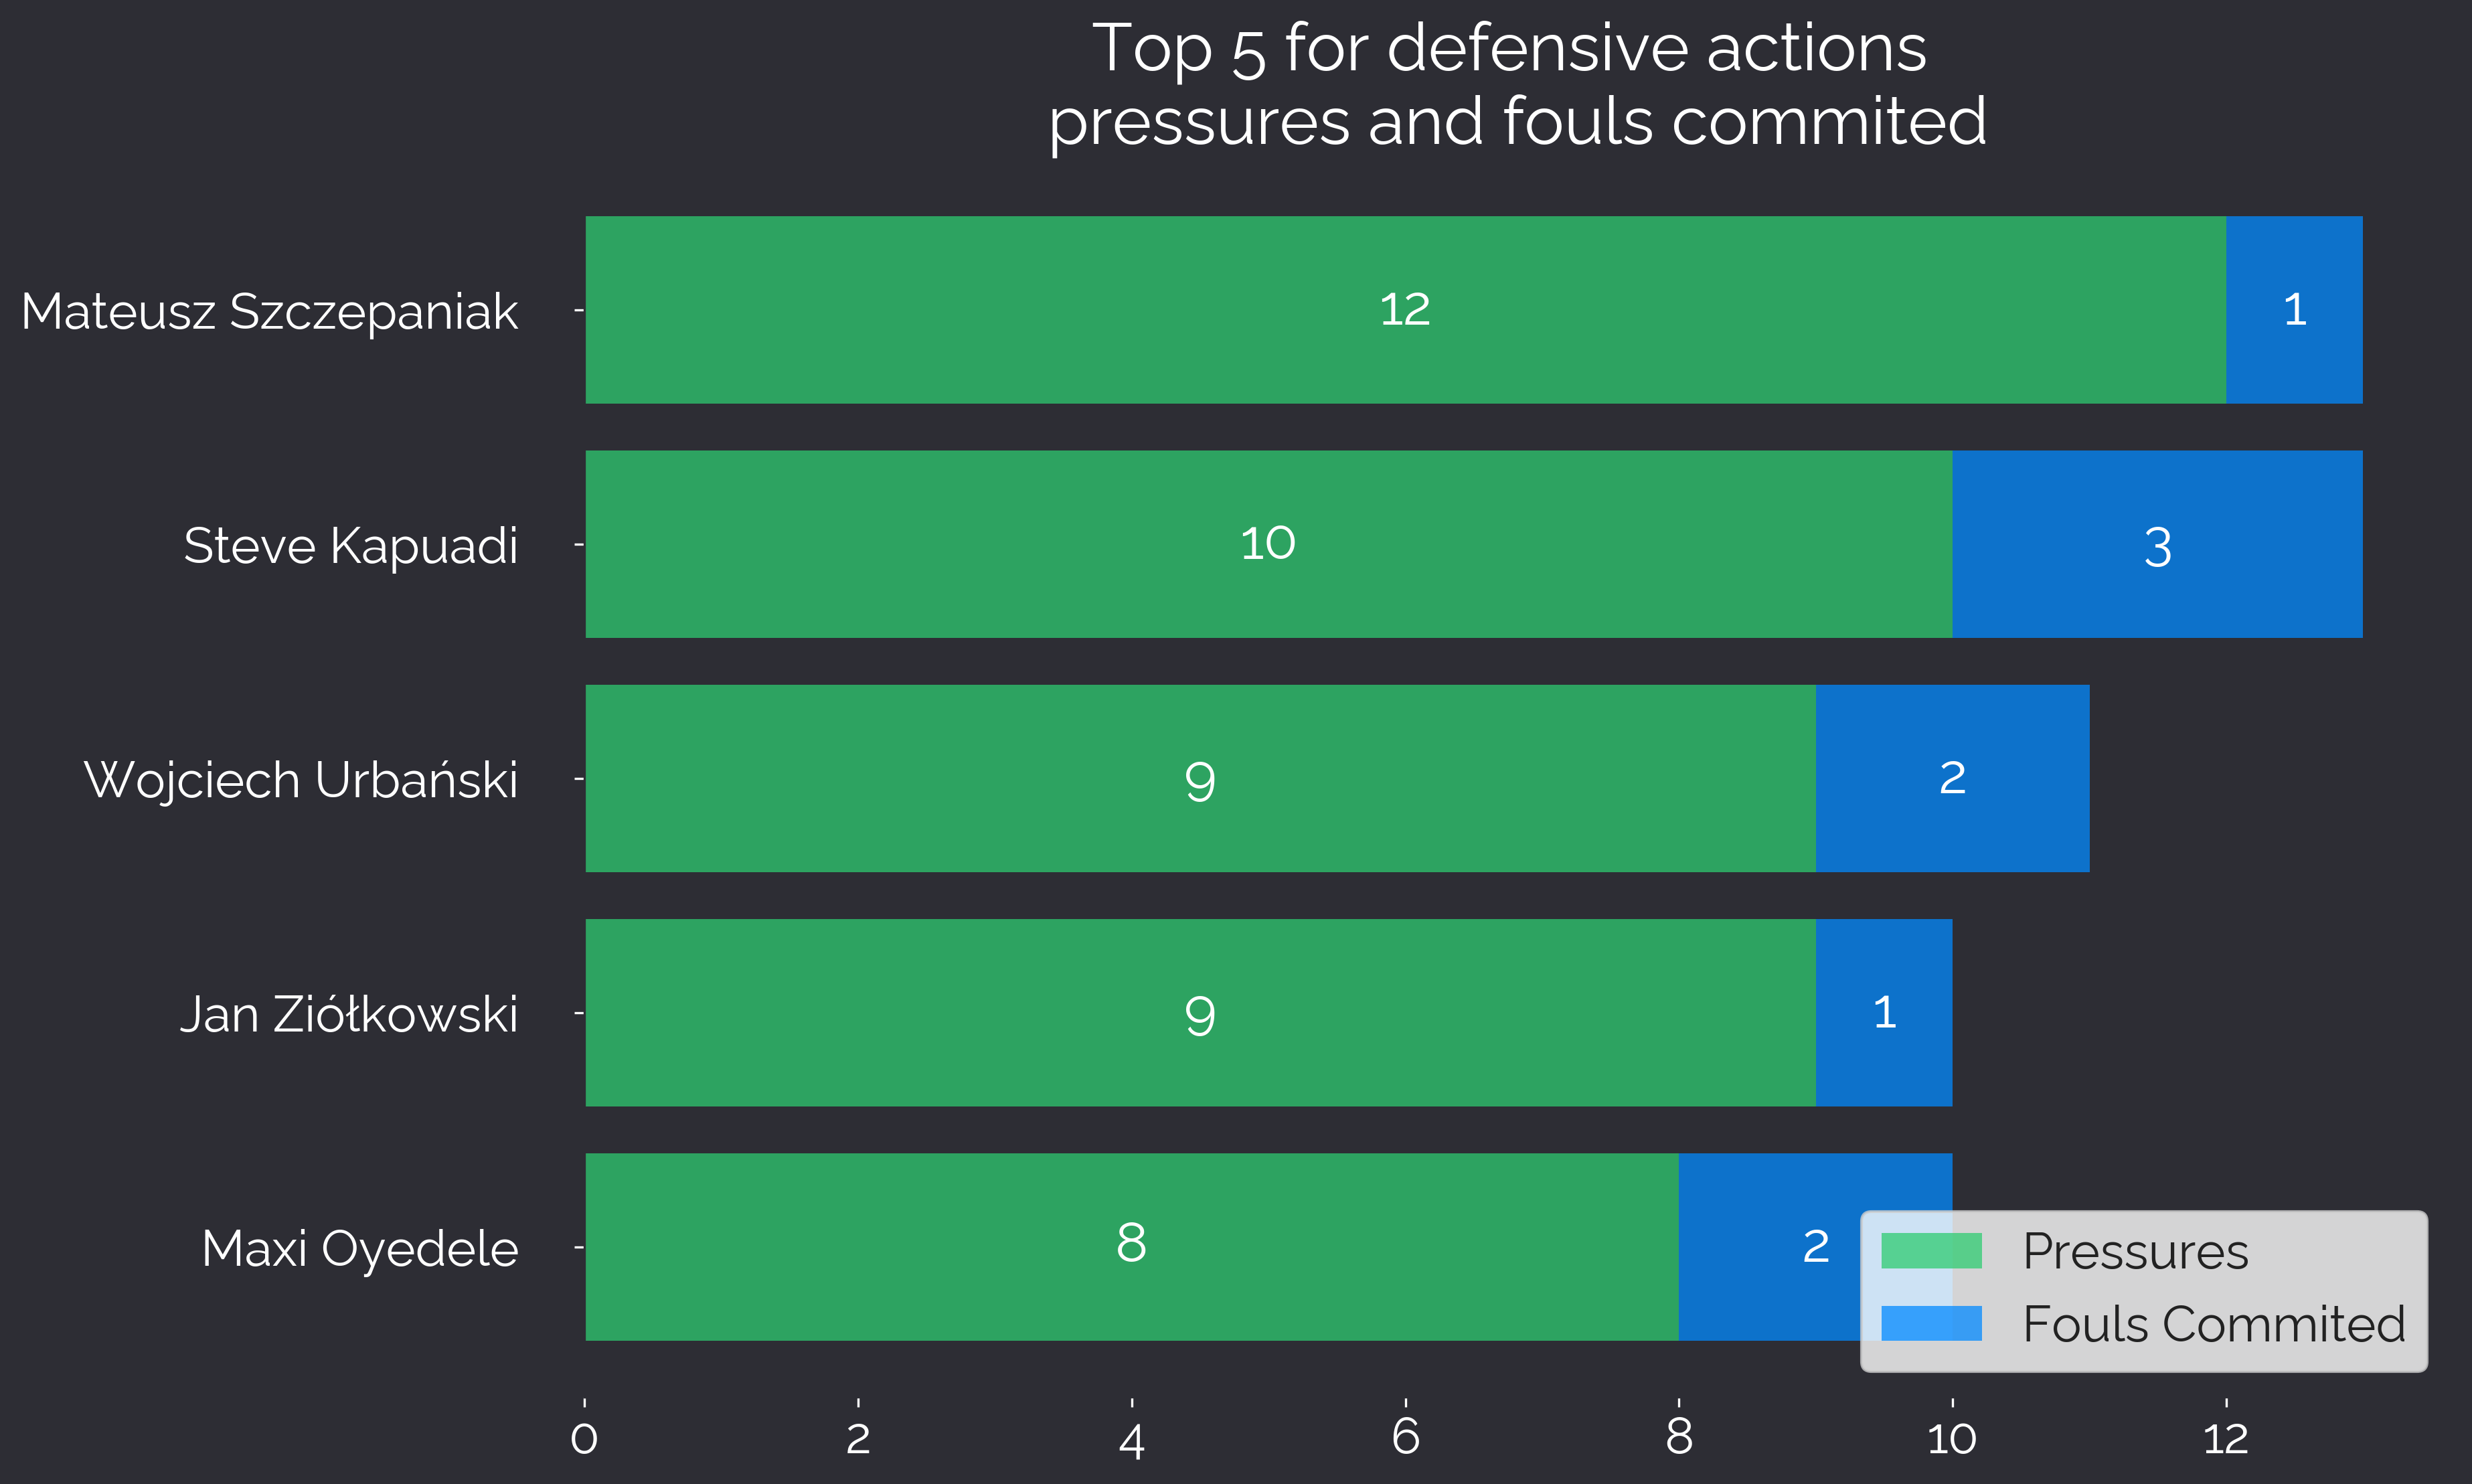 Top 5 for defensive actions
pressures and fouls commited
Mateusz Szczepaniak 12 1
Steve Kapuadi 10 3
Wojciech Urbański 9 2
Jan Ziółkowski 9 1
Maxi Oyedele 8 2
Pressures
Fouls Commited
0 2 4 6 8 10 12